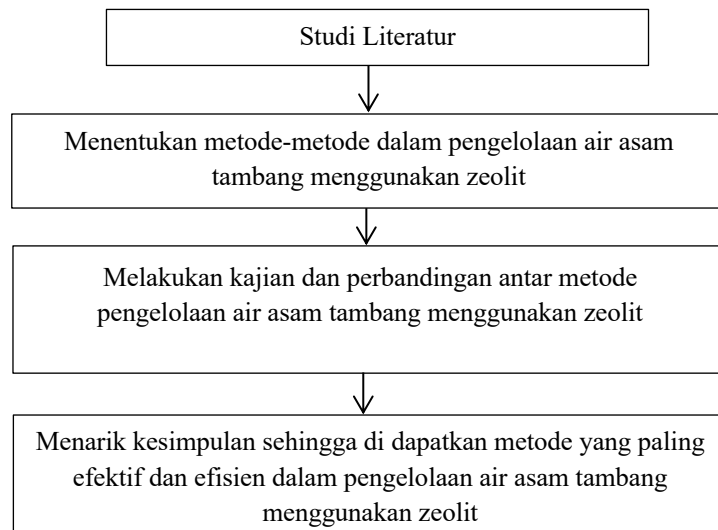 Studi Literatur
Menentukan metode-metode dalam pengelolaan air asam
tambang menggunakan zeolit
Melakukan kajian dan perbandingan antar metode
pengelolaan air asam tambang menggunakan zeolit
Menarik kesimpulan sehingga di dapatkan metode yang paling
efektif dan efisien dalam pengelolaan air asam tambang
menggunakan zeolit